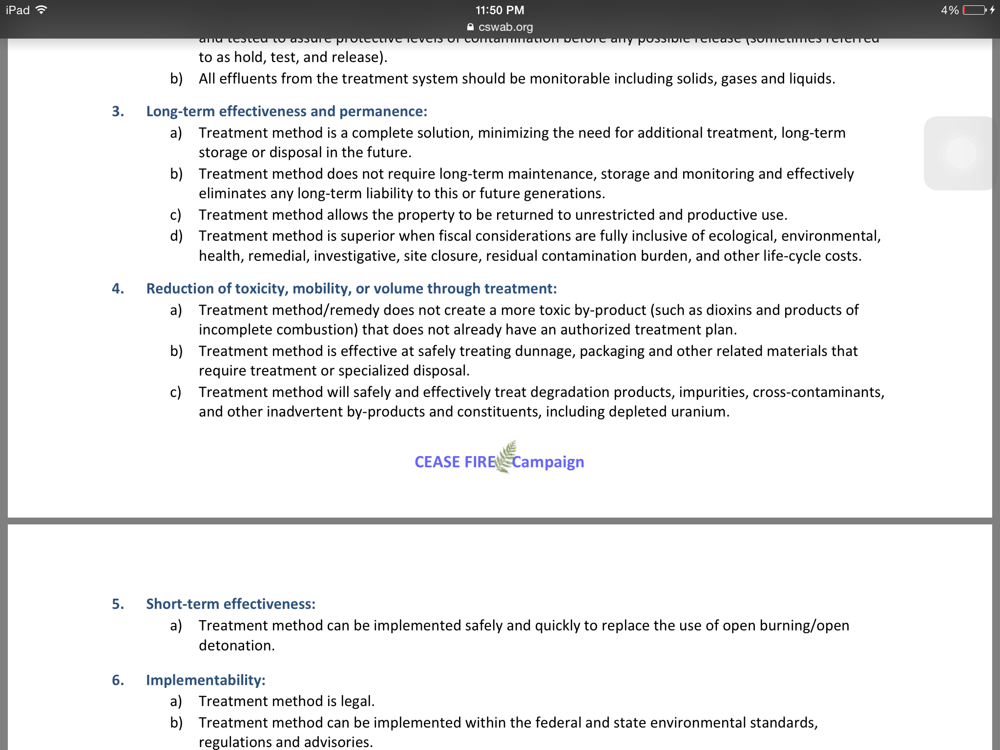 iPad
11:50 PM
4%
cswab.org
and tested to assure protective levels of contamination before any possible release (sometimes referred
to as hold, test, and release).
b) All effluents from the treatment system should be monitorable including solids, gases and liquids.
3. Long-term effectiveness and permanence:
a) Treatment method is a complete solution, minimizing the need for additional treatment, long-term
storage or disposal in the future.
b) Treatment method does not require long-term maintenance, storage and monitoring and effectively
eliminates any long-term liability to this or future generations.
c) Treatment method allows the property to be returned to unrestricted and productive use.
d) Treatment method is superior when fiscal considerations are fully inclusive of ecological, environmental,
health, remedial, investigative, site closure, residual contamination burden, and other life-cycle costs.
4. Reduction of toxicity, mobility, or volume through treatment:
a) Treatment method/remedy does not create a more toxic by-product (such as dioxins and products of
incomplete combustion) that does not already have an authorized treatment plan.
b) Treatment method is effective at safely treating dunnage, packaging and other related materials that
require treatment or specialized disposal.
c) Treatment method will safely and effectively treat degradation products, impurities, cross-contaminants,
and other inadvertent by-products and constituents, including depleted uranium.
CEASE FIRE Campaign
5. Short-term effectiveness:
a) Treatment method can be implemented safely and quickly to replace the use of open burning/open
detonation.
6. Implementability:
a) Treatment method is legal.
b) Treatment method can be implemented within the federal and state environmental standards,
regulations and advisories.